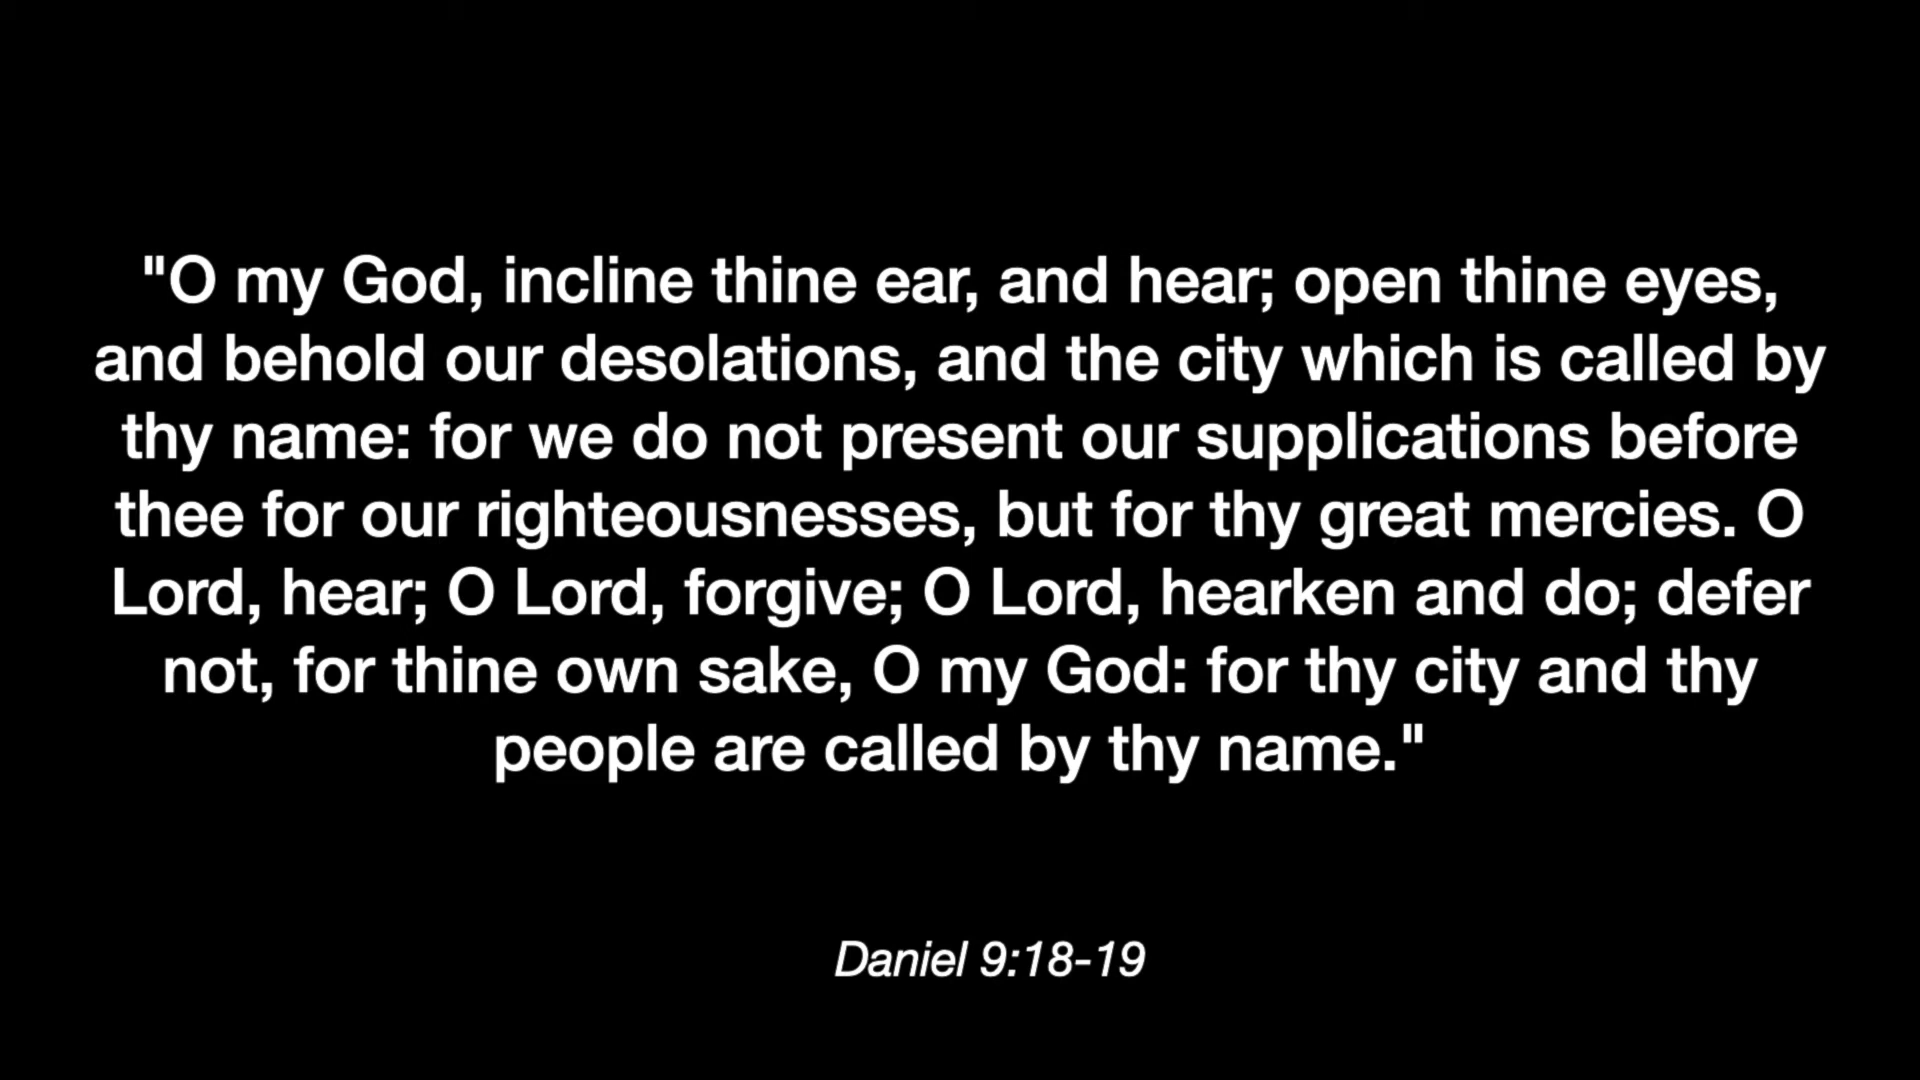 "O my God, incline thine ear, and hear; open thine eyes,
and behold our desolations, and the city which is called by
thy name: for we do not present our supplications before
thee for our righteousnesses, but for thy great mercies. O
Lord, hear; O Lord, forgive; O Lord, hearken and do; defer
not, for thine own sake, O my God: for thy city and thy
people are called by thy name."
Daniel 9:18-19